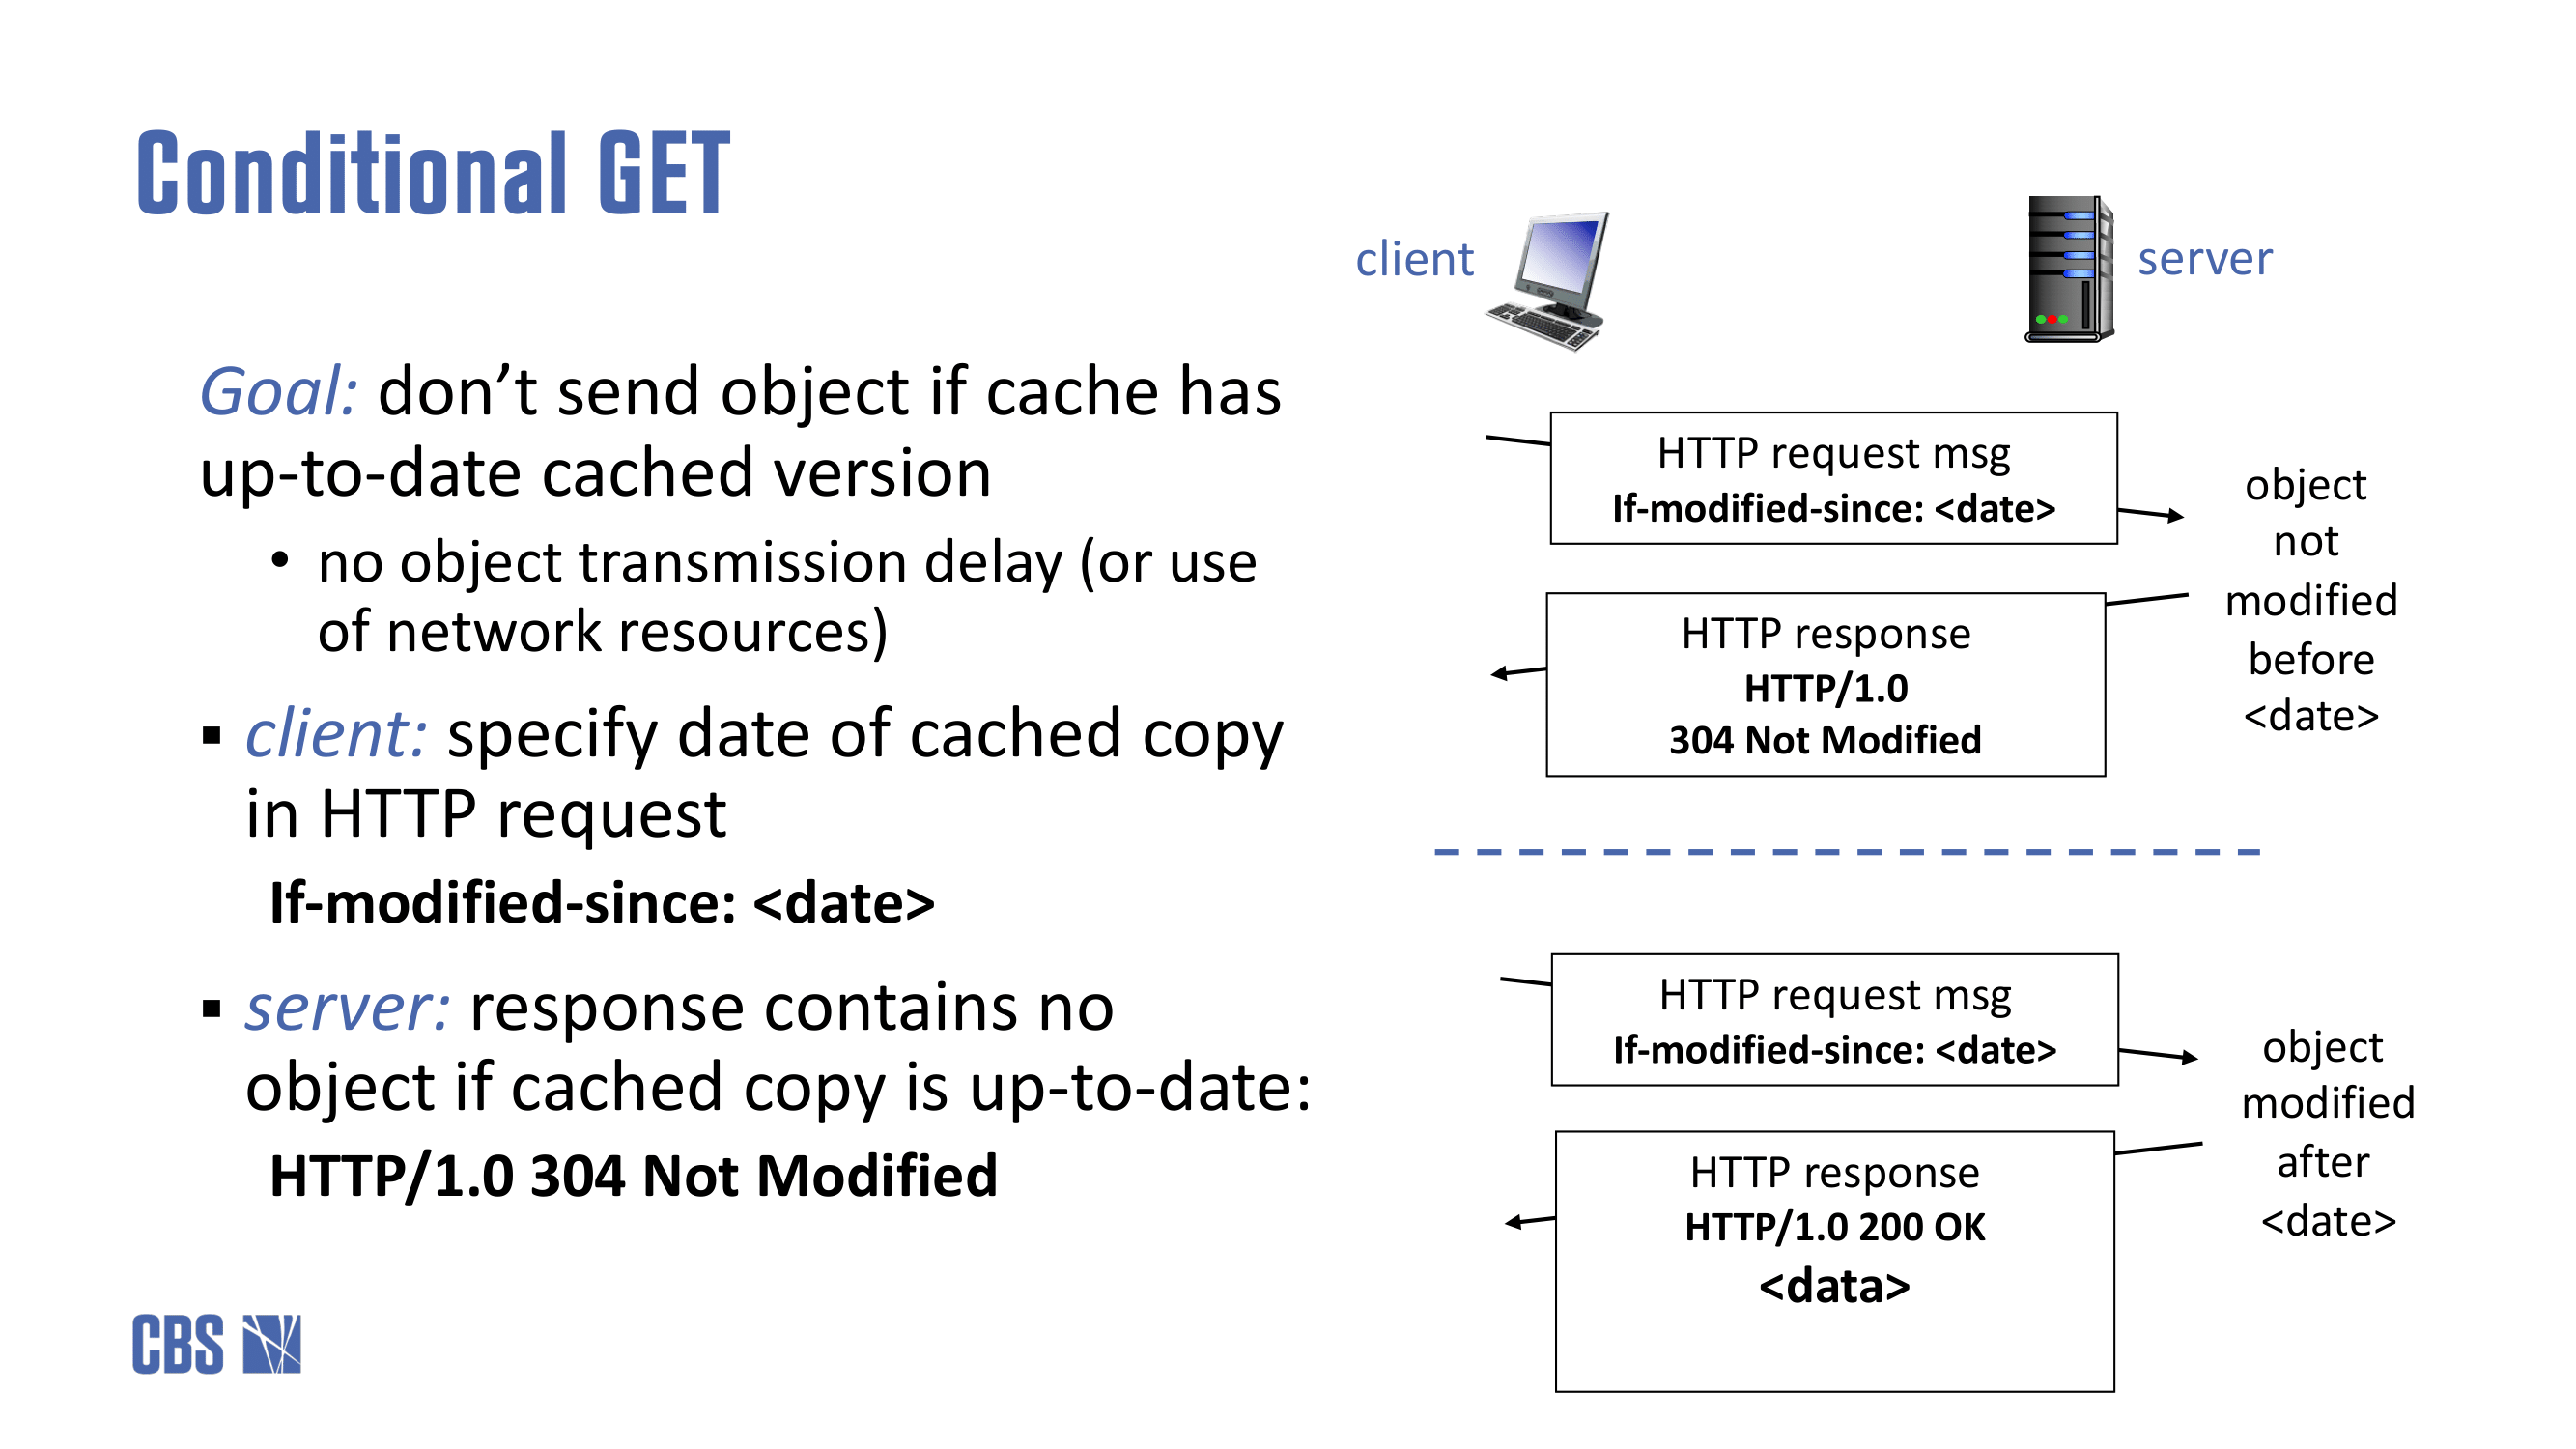 Conditional GET
Goal: don’t send object if cache has
up-to-date cached version
• no object transmission delay (or use
of network resources)
▪ client: specify date of cached copy
in HTTP request
If-modified-since: <date>
▪ server: response contains no
object if cached copy is up-to-date:
HTTP/1.0 304 Not Modified
client
server
HTTP request msg
If-modified-since: <date>
object
not
modified
before
<date>
HTTP response
HTTP/1.0
304 Not Modified
HTTP request msg
If-modified-since: <date>
object
modified
after
<date>
HTTP response
HTTP/1.0 200 OK
<data>
CBS